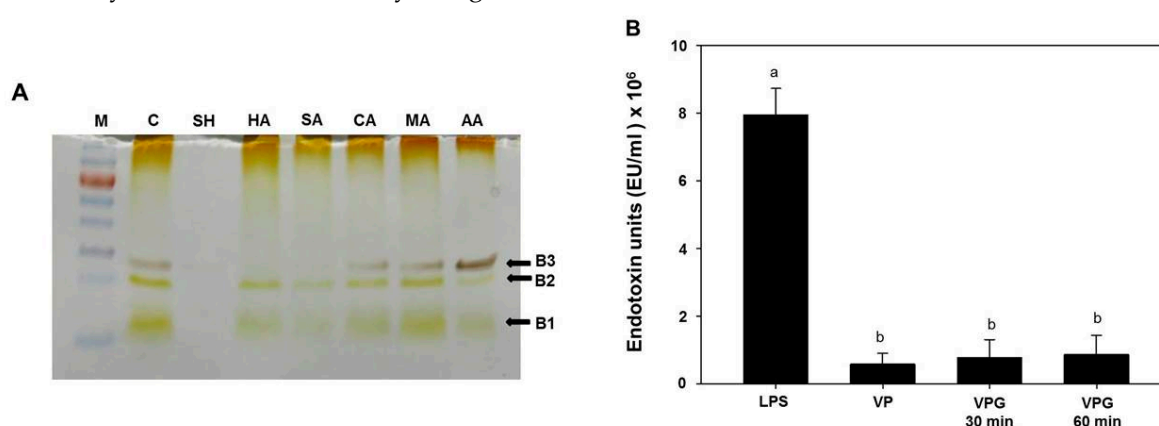 A
M C SH HA SA CA MA AA
B3
B2
B1
B
Endotoxin units (EU/ml ) x 10⁶
10
8
6
4
2
0
a
b
b
b
LPS VP VPG VPG
30 min 60 min